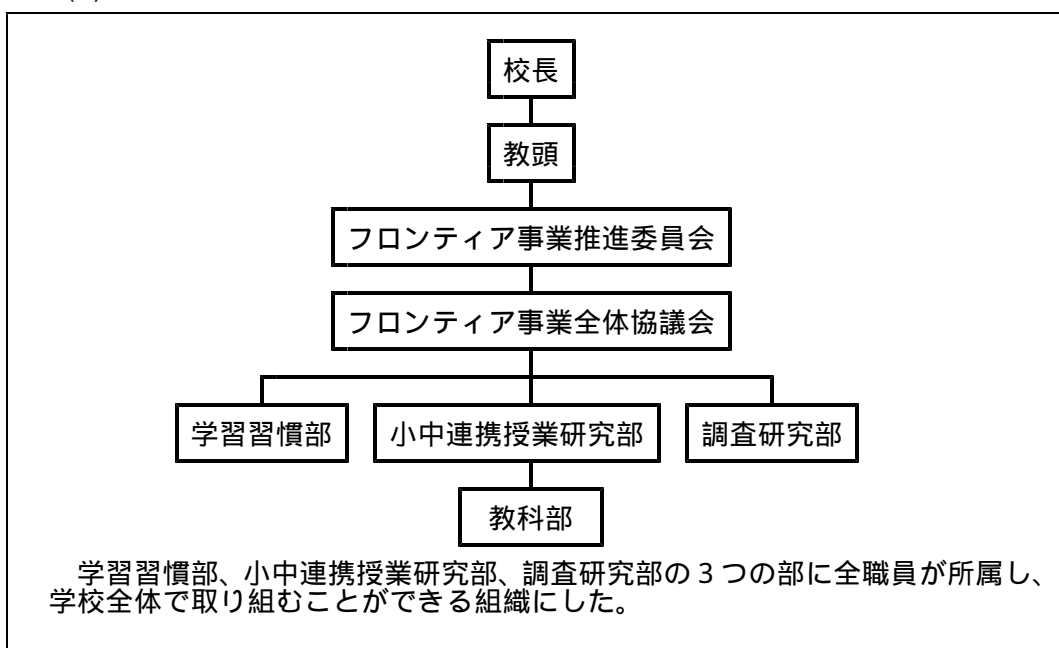 校長
教頭
フロンティア事業推進委員会
フロンティア事業全体協議会
学習習慣部 小中連携授業研究部 調査研究部
教科部
学習習慣部、小中連携授業研究部、調査研究部の３つの部に全職員が所属し、
学校全体で取り組むことができる組織にした。